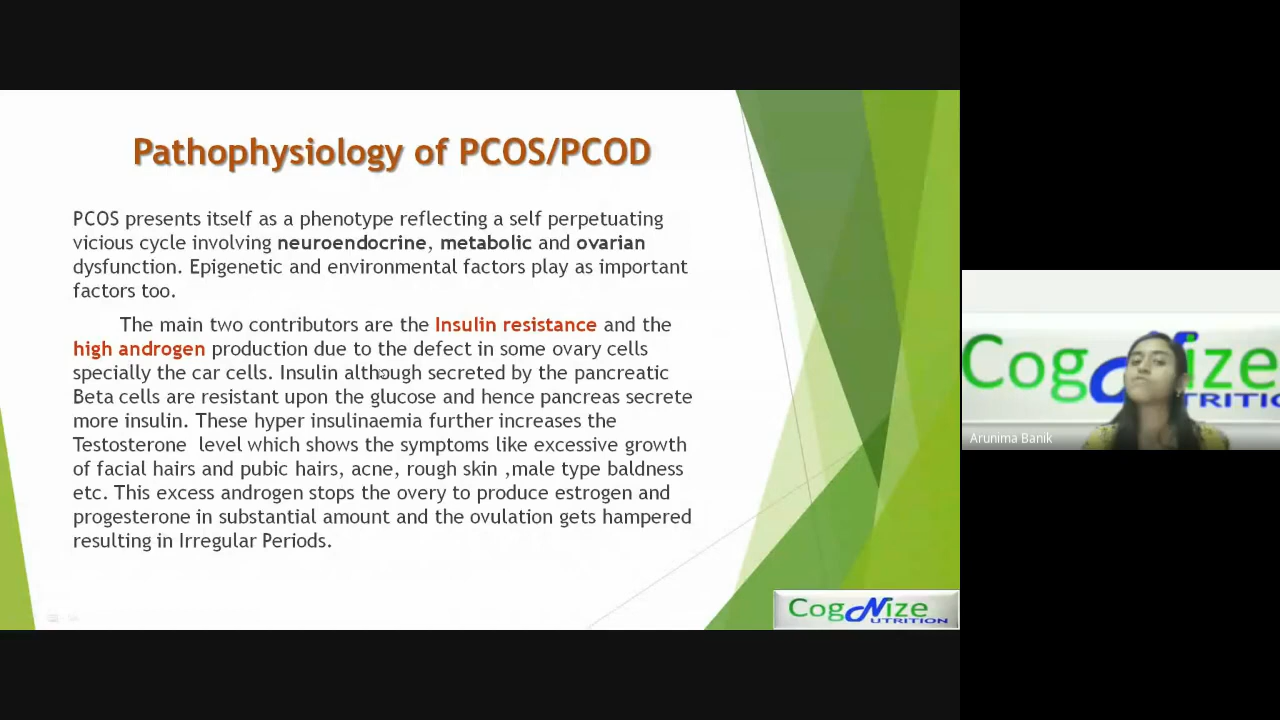 Pathophysiology of PCOS/PCOD
PCOS presents itself as a phenotype reflecting a self perpetuating
vicious cycle involving neuroendocrine, metabolic and ovarian
dysfunction. Epigenetic and environmental factors play as important
factors too.
The main two contributors are the Insulin resistance and the
high androgen production due to the defect in some ovary cells
specially the car cells. Insulin although secreted by the pancreatic
Beta cells are resistant upon the glucose and hence pancreas secrete
more insulin. These hyper insulinaemia further increases the
Testosterone  level which shows the symptoms like excessive growth
of facial hairs and pubic hairs, acne, rough skin ,male type baldness
etc. This excess androgen stops the overy to produce estrogen and
progesterone in substantial amount and the ovulation gets hampered
resulting in Irregular Periods.
CogNize
UTRITION
Cog ize
TRITIO
Arunima Banik